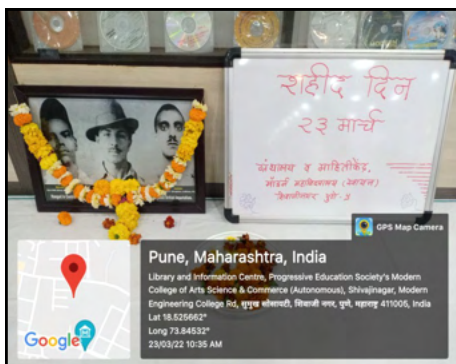 शहीद दिन
२३ मार्च
ग्रंथालय व माहितीकेंद्र,
मॉडर्न महाविद्यालय (स्वायत्त)
शिवाजीनगर पुणे-५
GPS Map Camera
Pune, Maharashtra, India
Library and Information Centre, Progressive Education Society's Modern
College of Arts Science & Commerce (Autonomous), Shivajinagar, Modern
Engineering College Rd, सुमुख सोसायटी, शिवाजी नगर, पुणे, महाराष्ट्र 411005, India
Lat 18.525662°
Long 73.84532°
23/03/22 10:35 AM
Google